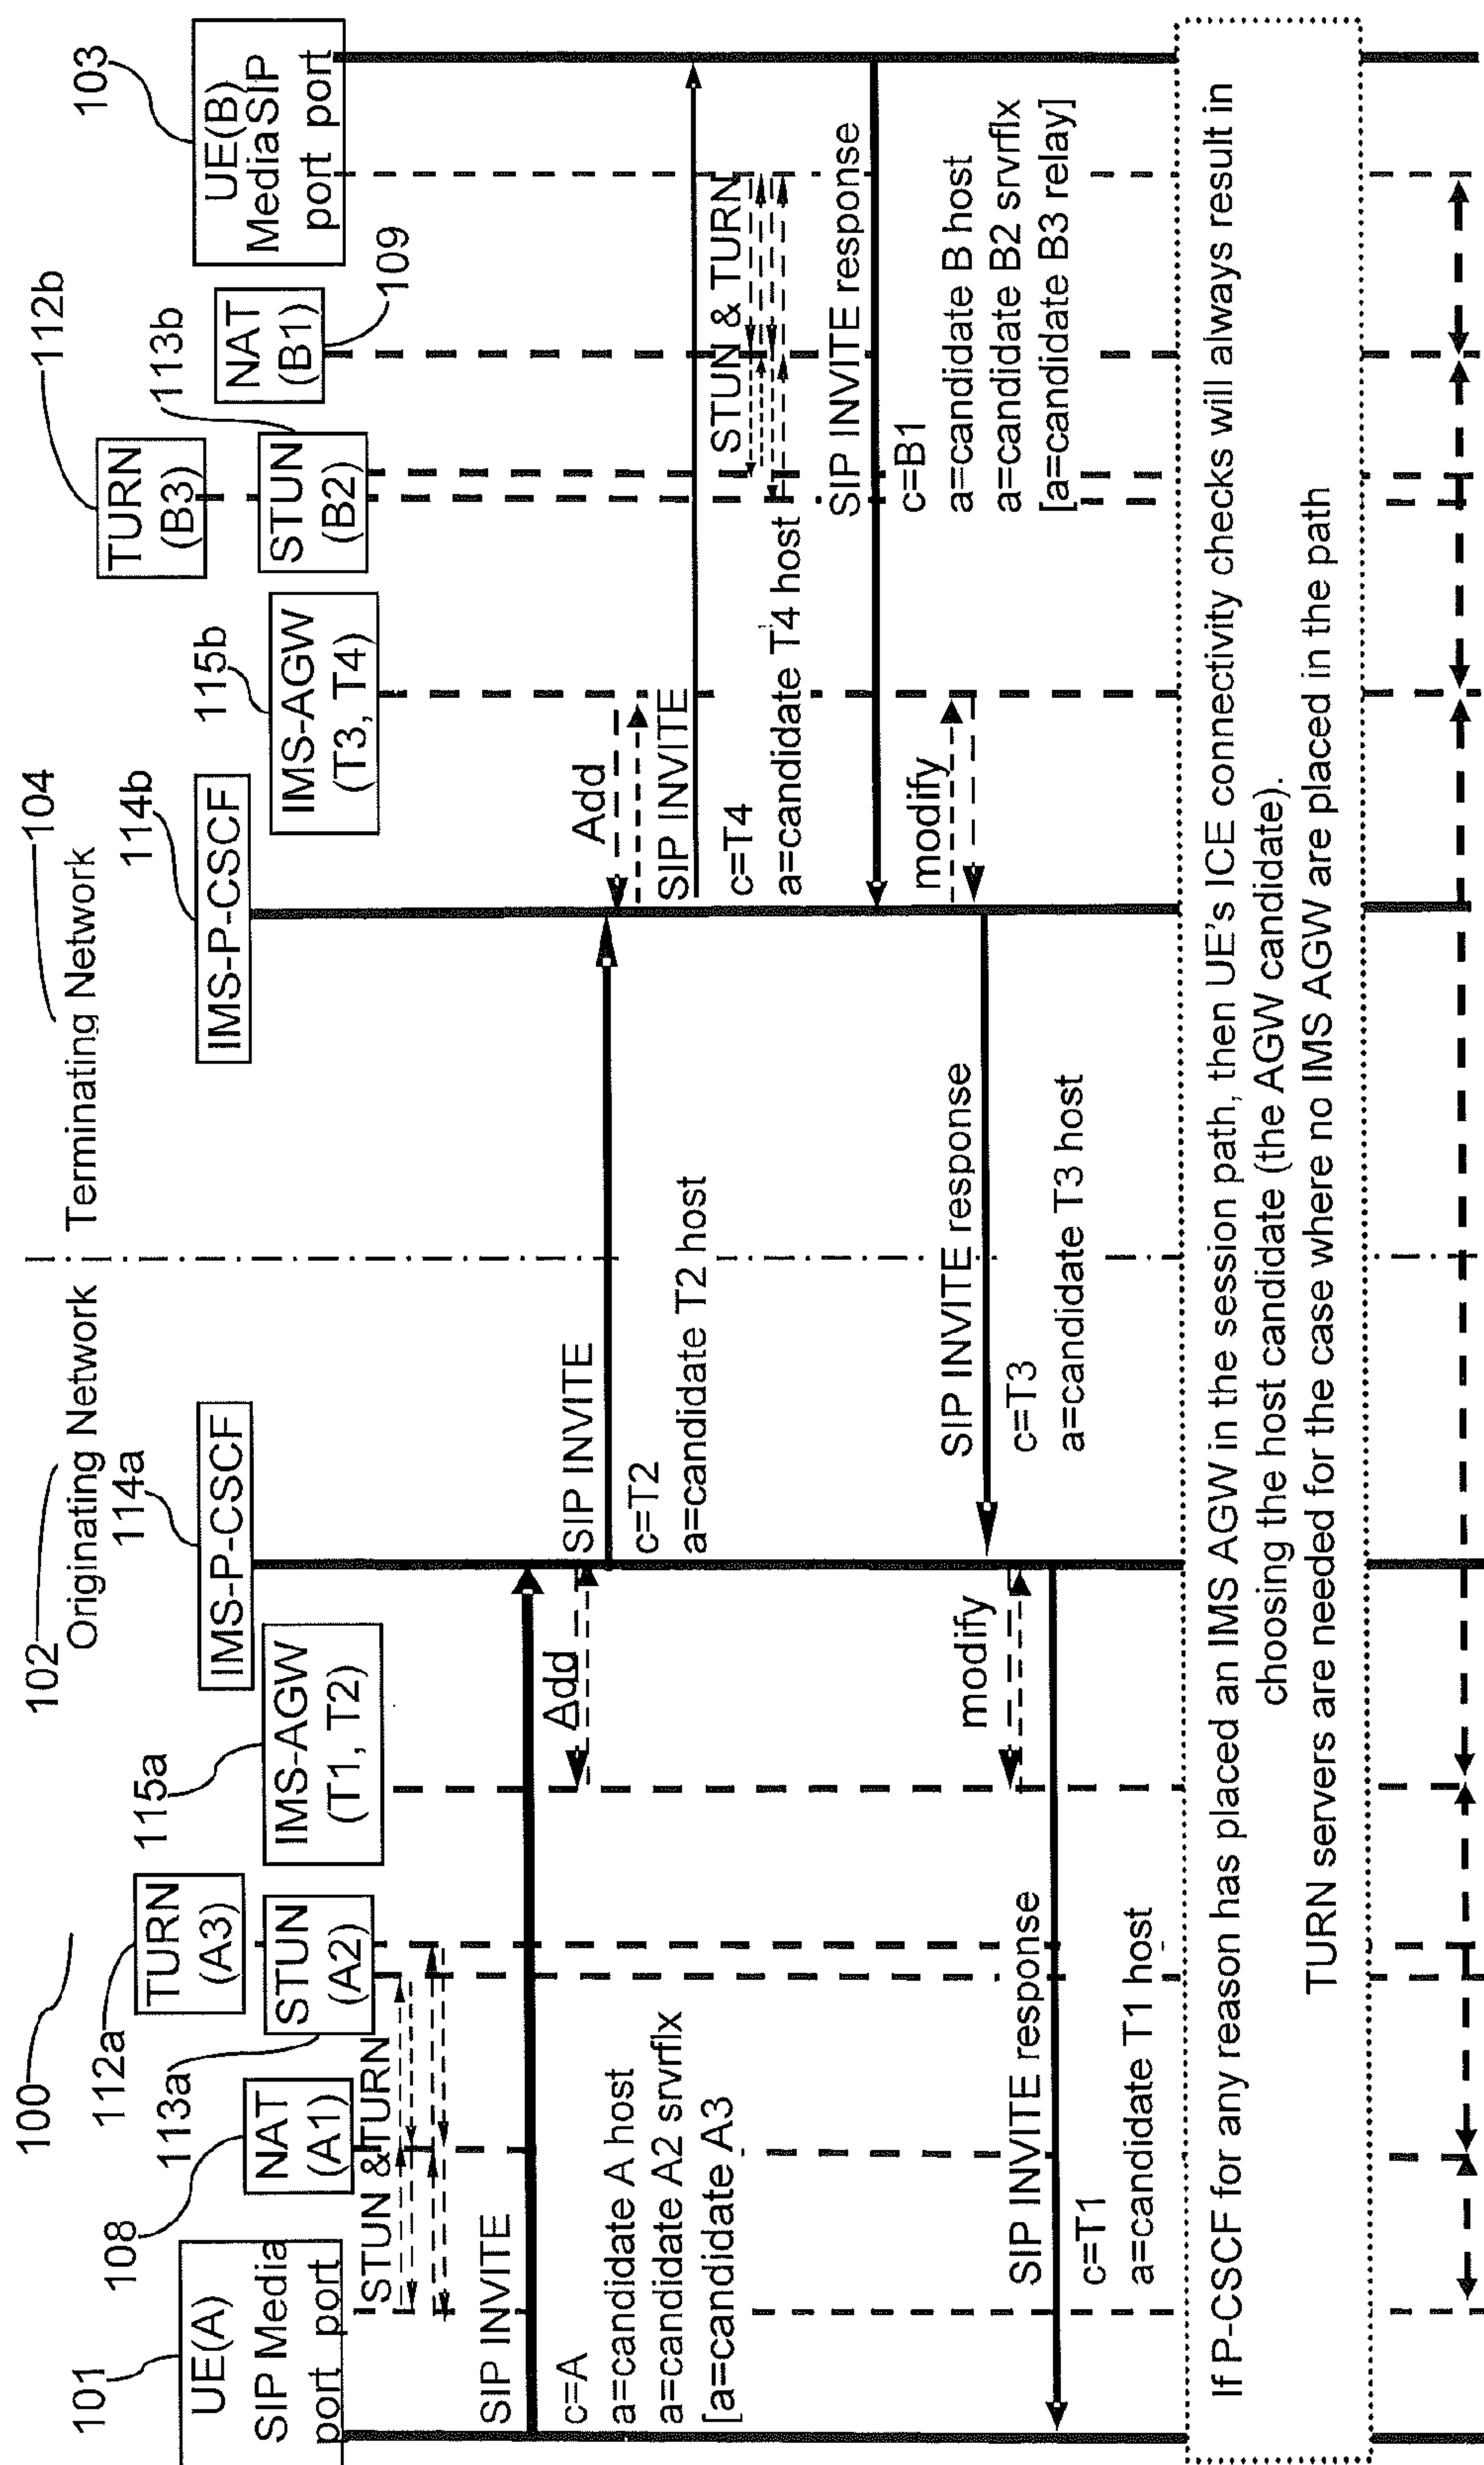 100
102
Originating Network
104
Terminating Network
101
UE(A)
SIP Media
port port
108
NAT
(A1)
112a
TURN
(A3)
113a
STUN
(A2)
115a
IMS-AGW
(T1, T2)
114a
IMS-P-CSCF
114b
IMS-P-CSCF
115b
IMS-AGW
(T3, T4)
112b
TURN
(B3)
113b
STUN
(B2)
NAT
(B1)
109
103
UE(B)
Media SIP
port port
STUN & TURN
SIP INVITE
c=A
a=candidate A host
a=candidate A2 srvrflx
[a=candidate A3
Add
SIP INVITE
c=T2
a=candidate T2 host
Add
SIP INVITE
c=T4
a=candidate T4 host
STUN & TURN
SIP INVITE response
c=B1
a=candidate B host
a=candidate B2 srvrflx
[a=candidate B3 relay]
modify
SIP INVITE response
c=T3
a=candidate T3 host
modify
SIP INVITE response
c=T1
a=candidate T1 host
If P-CSCF for any reason has placed an IMS AGW in the session path, then UE's ICE connectivity checks will always result in
choosing the host candidate (the AGW candidate).
TURN servers are needed for the case where no IMS AGW are placed in the path